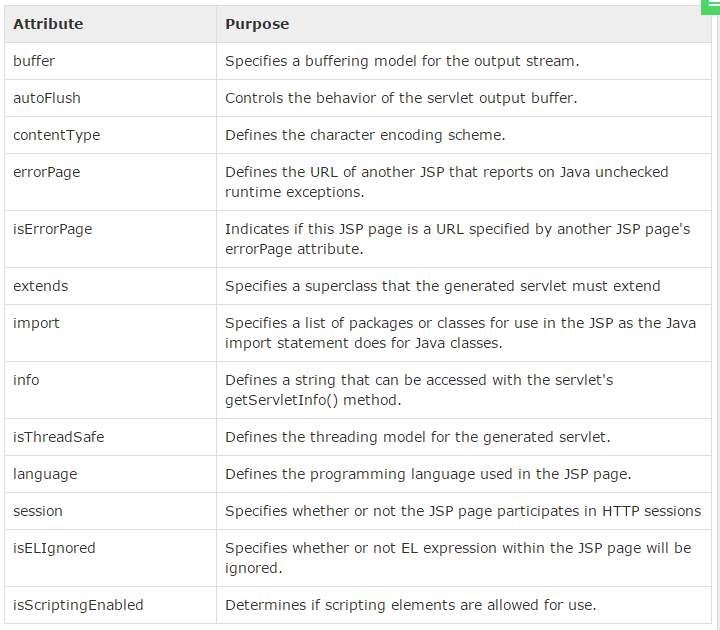 Attribute Purpose
buffer Specifies a buffering model for the output stream.
autoFlush Controls the behavior of the servlet output buffer.
contentType Defines the character encoding scheme.
errorPage Defines the URL of another JSP that reports on Java unchecked
runtime exceptions.
isErrorPage Indicates if this JSP page is a URL specified by another JSP page's
errorPage attribute.
extends Specifies a superclass that the generated servlet must extend
import Specifies a list of packages or classes for use in the JSP as the Java
import statement does for Java classes.
info Defines a string that can be accessed with the servlet's
getServletInfo() method.
isThreadSafe Defines the threading model for the generated servlet.
language Defines the programming language used in the JSP page.
session Specifies whether or not the JSP page participates in HTTP sessions
isELIgnored Specifies whether or not EL expression within the JSP page will be
ignored.
isScriptingEnabled Determines if scripting elements are allowed for use.